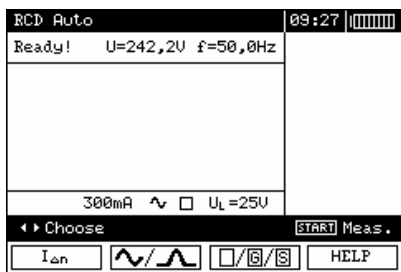 RCD Auto 09:27
Ready! U=242,2V f=50,0Hz
300mA ∿ □ UL=25V
Choose START Meas.
IΔn ∿/ □/G/S HELP